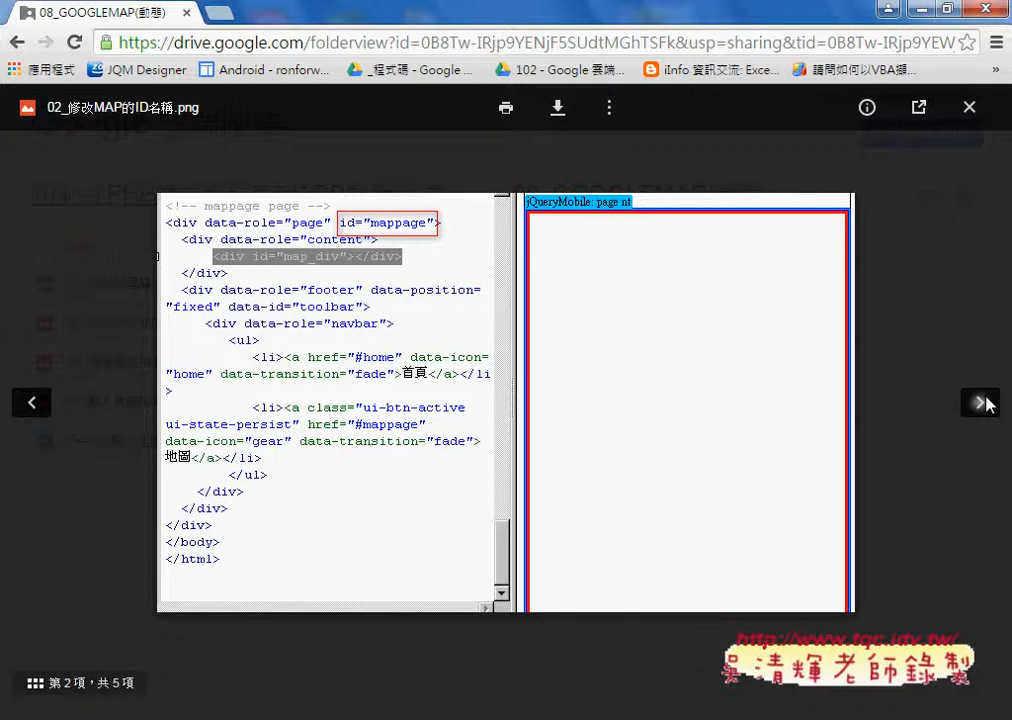 08_GOOGLEMAP(動態)
https://drive.google.com/folderview?id=0B8Tw-IRjp9YENjF5SUdtMGhTSFk&usp=sharing&tid=0B8Tw-IRjp9YEW
應用程式
JQM Designer
Android - ronforw...
_程式碼 - Google ...
102 - Google 雲端...
iInfo 資訊交流: Exce...
請問如何以VBA擷...
»
02_修改MAP的ID名稱.png
<!-- mappage page -->
<div data-role="page" id="mappage">
<div data-role="content">
<div id="map_div"></div>
</div>
<div data-role="footer" data-position=
"fixed" data-id="toolbar">
<div data-role="navbar">
<ul>
<li><a href="#home" data-icon=
"home" data-transition="fade">首頁</a></li
>
<li><a class="ui-btn-active
ui-state-persist" href="#mappage"
data-icon="gear" data-transition="fade">
地圖</a></li>
</ul>
</div>
</div>
</div>
</body>
</html>
jQueryMobile: page nt
http://www.tqc.idv.tw/
吳清輝老師錄製
第 2 項，共 5 項